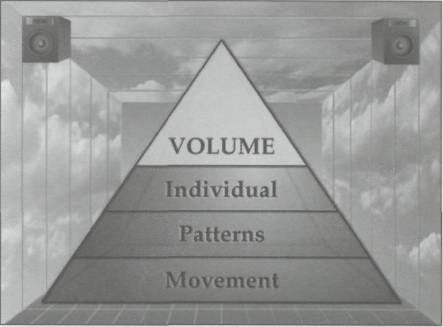 VOLUME
Individual
Patterns
Movement